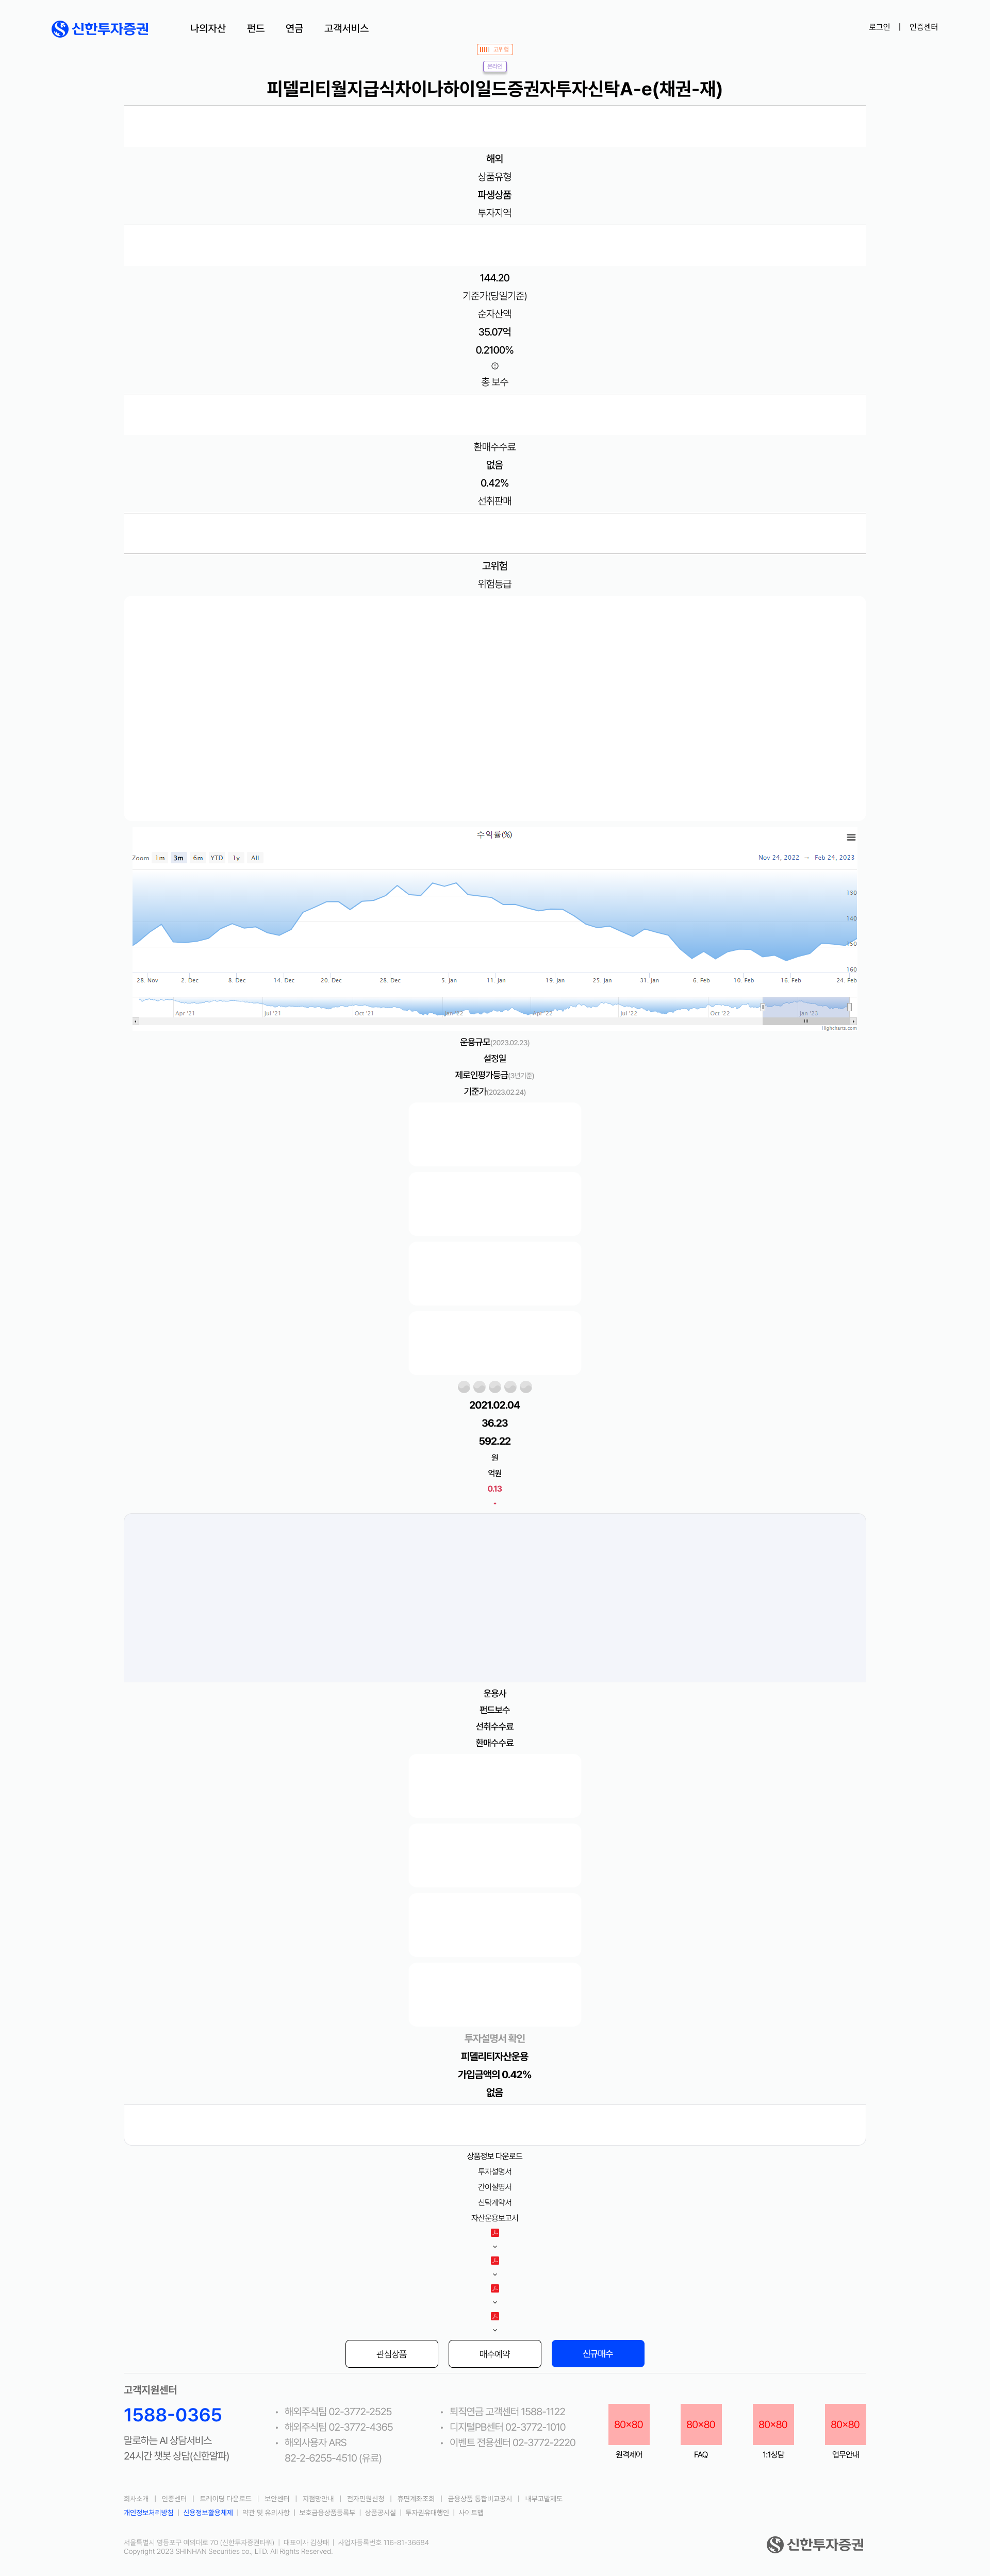 신한투자증권
나의자산 펀드 연금 고객서비스
로그인 | 인증센터
고위험
온라인
피델리티월지급식차이나하이일드증권자투자신탁A-e(채권-재)
해외
상품유형
파생상품
투자지역
144.20
기준가(당일기준)
순자산액
35.07억
0.2100%
총 보수
환매수수료
없음
0.42%
선취판매
고위험
위험등급
수익률(%)
Zoom 1m 3m 6m YTD 1y All
Nov 24, 2022 → Feb 24, 2023
130
140
150
160
28. Nov 2. Dec 8. Dec 14. Dec 20. Dec 28. Dec 5. Jan 11. Jan 19. Jan 25. Jan 31. Jan 6. Feb 10. Feb 16. Feb 24. Feb
Apr '21 Jul '21 Oct '21 Jan '22 Apr '22 Jul '22 Oct '22 Jan '23
Highcharts.com
운용규모(2023.02.23)
설정일
제로인평가등급(3년기준)
기준가(2023.02.24)
2021.02.04
36.23
592.22
원
억원
0.13
운용사
펀드보수
선취수수료
환매수수료
투자설명서 확인
피델리티자산운용
가입금액의 0.42%
없음
상품정보 다운로드
투자설명서
간이설명서
신탁계약서
자산운용보고서
관심상품 매수예약 신규매수
고객지원센터
1588-0365
말로하는 AI 상담서비스
24시간 챗봇 상담(신한알파)
• 해외주식팀 02-3772-2525
• 해외주식팀 02-3772-4365
• 해외사용자 ARS
82-2-6255-4510 (유료)
• 퇴직연금 고객센터 1588-1122
• 디지털PB센터 02-3772-1010
• 이벤트 전용센터 02-3772-2220
80×80 80×80 80×80 80×80
원격제어 FAQ 1:1상담 업무안내
회사소개 | 인증센터 | 트레이딩 다운로드 | 보안센터 | 지점망안내 | 전자민원신청 | 휴면계좌조회 | 금융상품 통합비교공시 | 내부고발제도
개인정보처리방침 | 신용정보활용체제 | 약관 및 유의사항 | 보호금융상품등록부 | 상품공시실 | 투자권유대행인 | 사이트맵
서울특별시 영등포구 여의대로 70 (신한투자증권타워) | 대표이사 김상태 | 사업자등록번호 116-81-36684
Copyright 2023 SHINHAN Securities co., LTD. All Rights Reserved.
신한투자증권